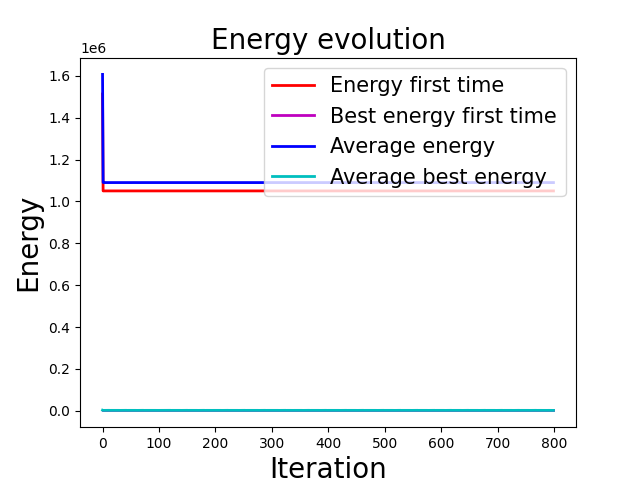 Energy evolution
1e6
Energy first time
Best energy first time
Average energy
Average best energy
1.6
1.4
1.2
1.0
0.8
0.6
0.4
0.2
0.0
Energy
0 100 200 300 400 500 600 700 800
Iteration